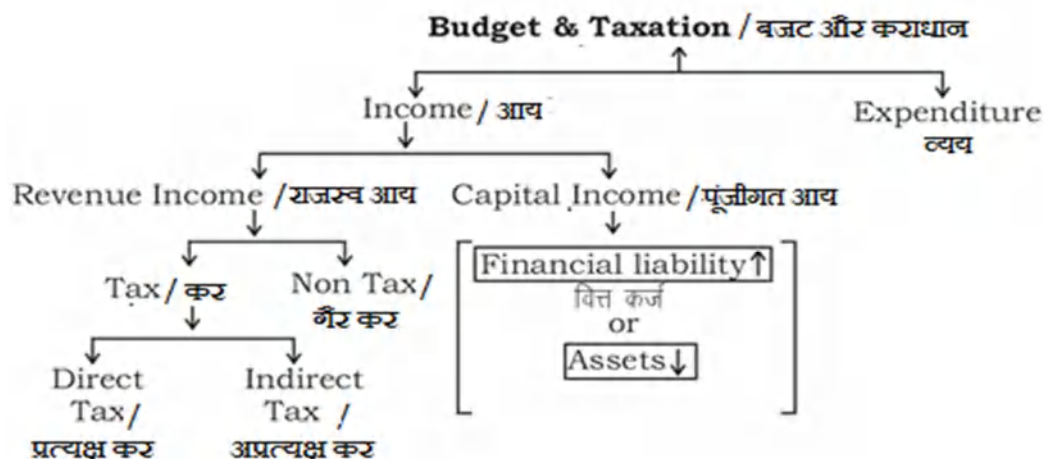 Budget & Taxation / बजट और कराधान
Income / आय
Expenditure
व्यय
Revenue Income / राजस्व आय
Capital Income / पूंजीगत आय
Tax / कर
Non Tax /
गैर कर
Financial liability↑
वित्त कर्ज
or
Assets↓
Direct
Tax /
प्रत्यक्ष कर
Indirect
Tax /
अप्रत्यक्ष कर